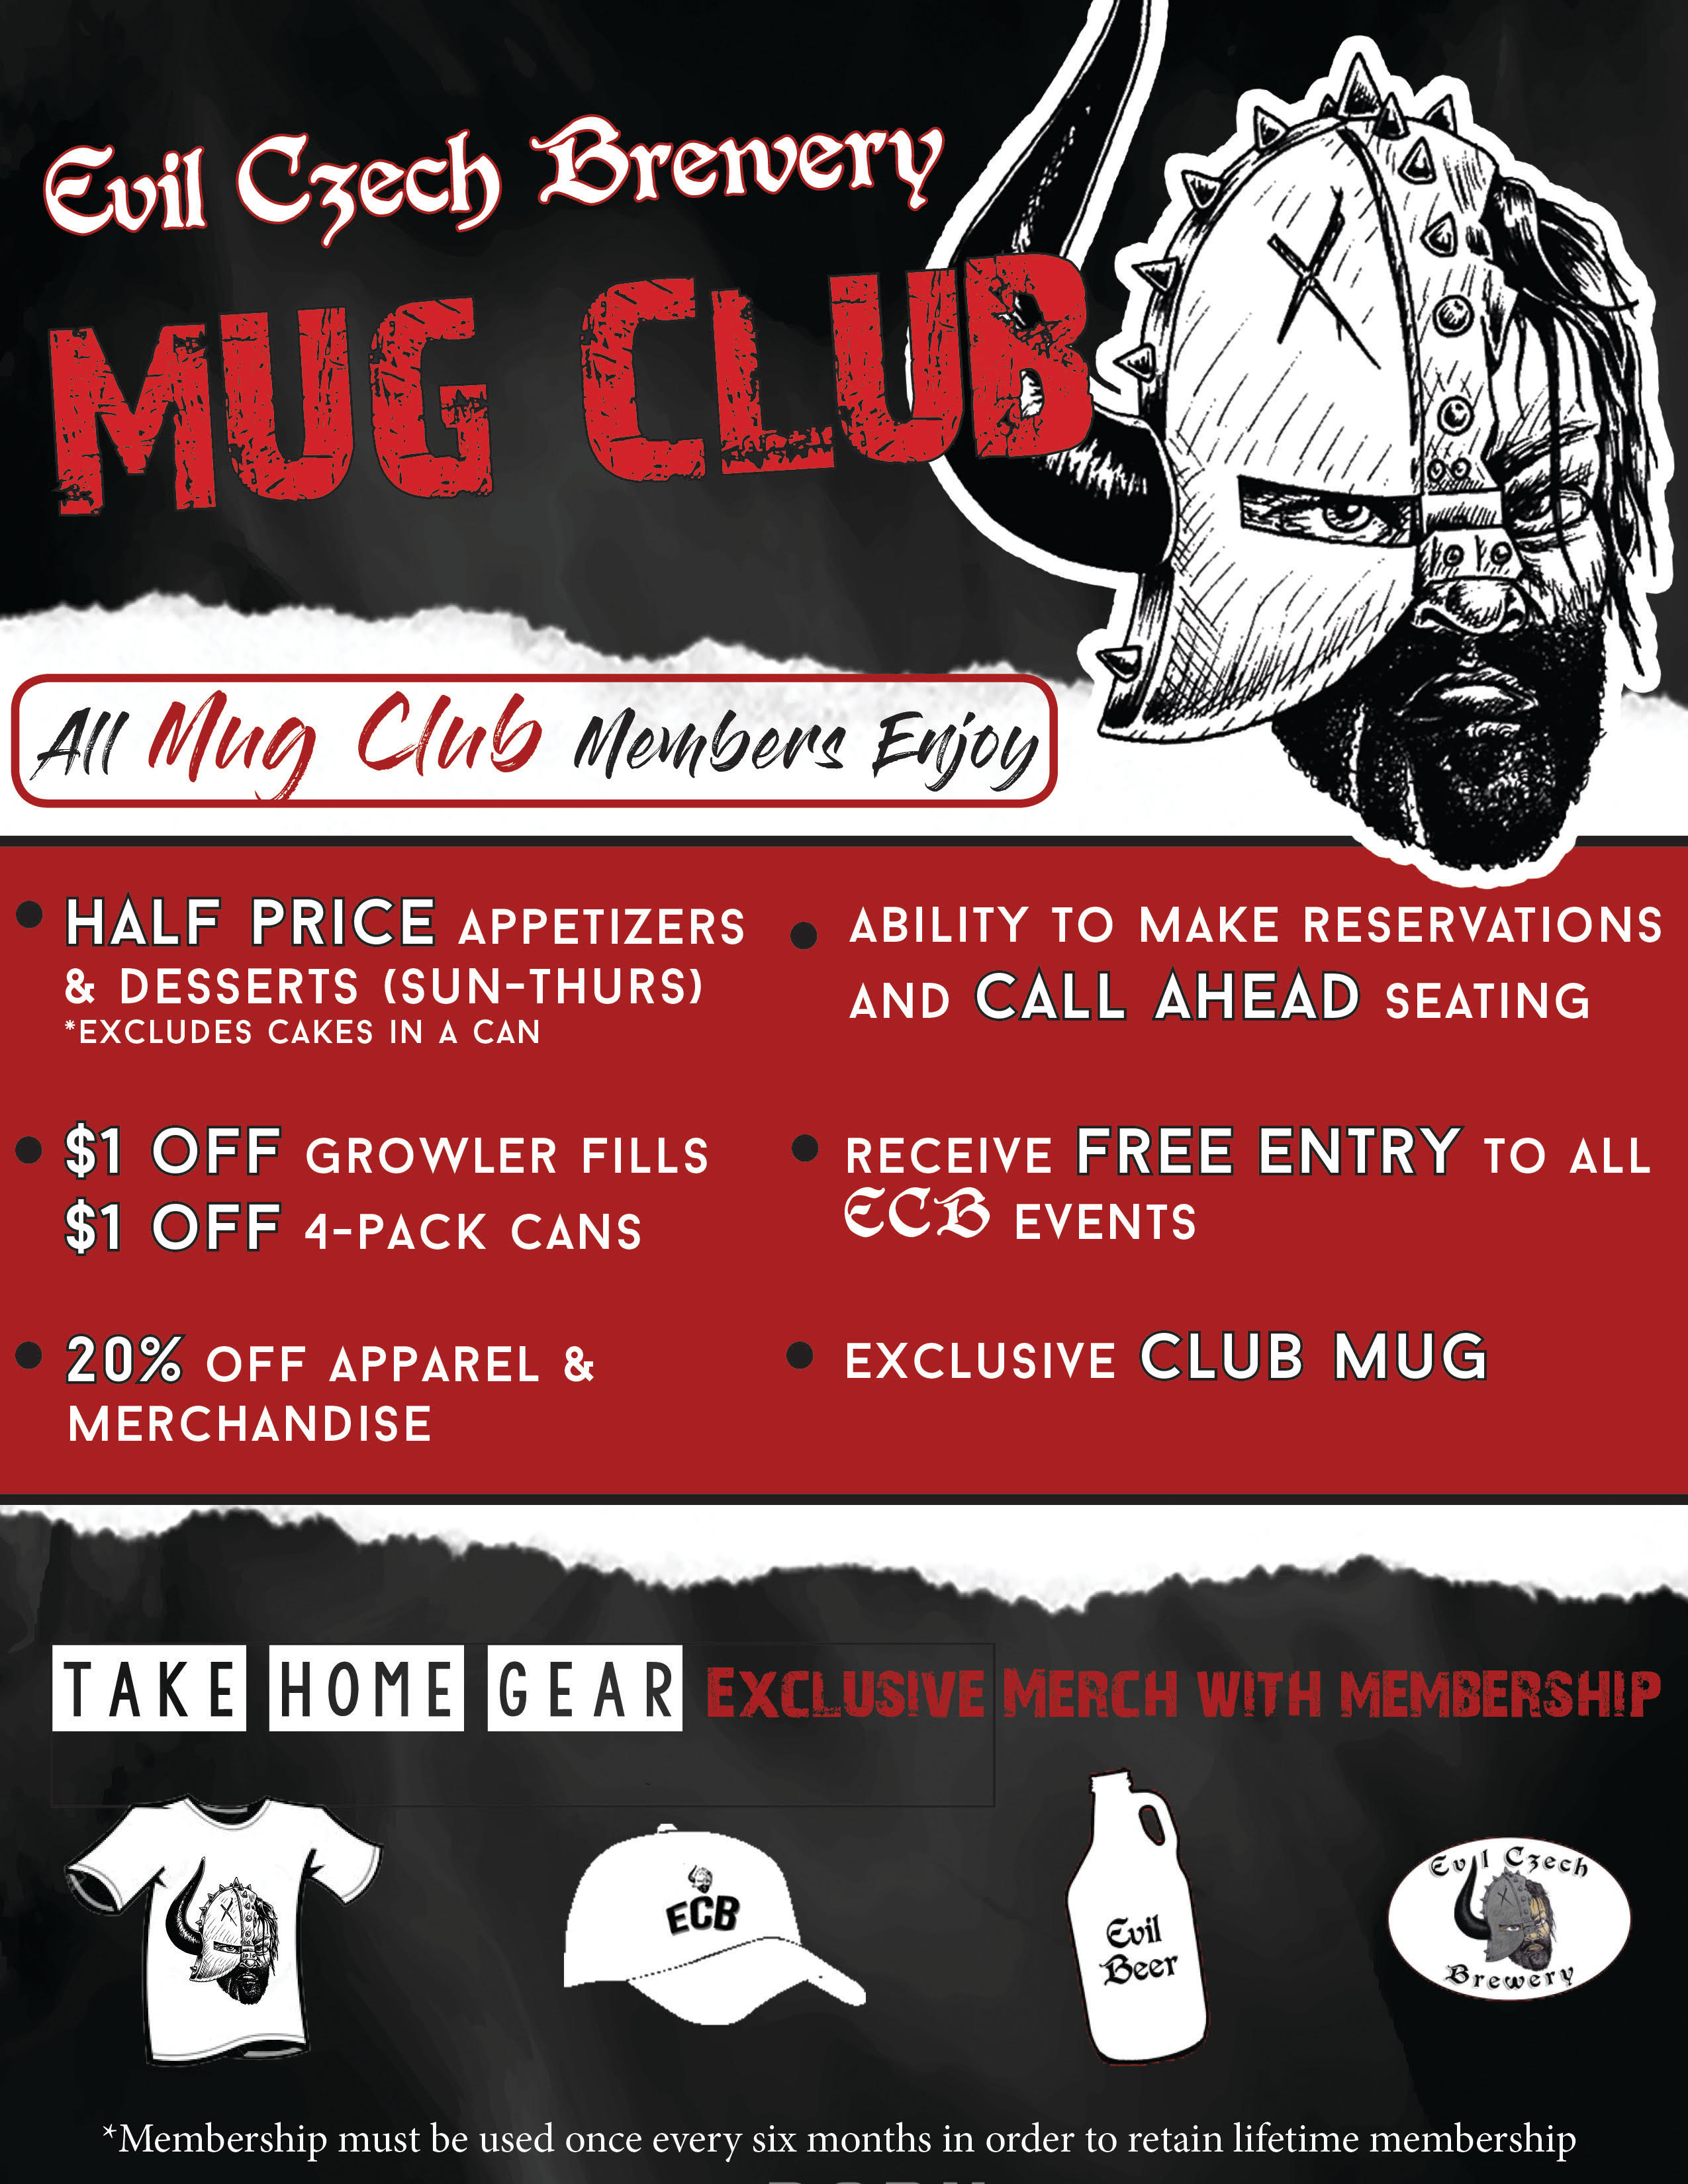 Evil Czech Brewery
MUG CLUB
All Mug Club Members Enjoy
HALF PRICE APPETIZERS
& DESSERTS (SUN-THURS)
*EXCLUDES CAKES IN A CAN
$1 OFF GROWLER FILLS
$1 OFF 4-PACK CANS
20% OFF APPAREL &
MERCHANDISE
ABILITY TO MAKE RESERVATIONS
AND CALL AHEAD SEATING
RECEIVE FREE ENTRY TO ALL
ECB EVENTS
EXCLUSIVE CLUB MUG
TAKE HOME GEAR EXCLUSIVE MERCH WITH MEMBERSHIP
ECB
Evil
Beer
Evil Czech
Brewery
*Membership must be used once every six months in order to retain lifetime membership